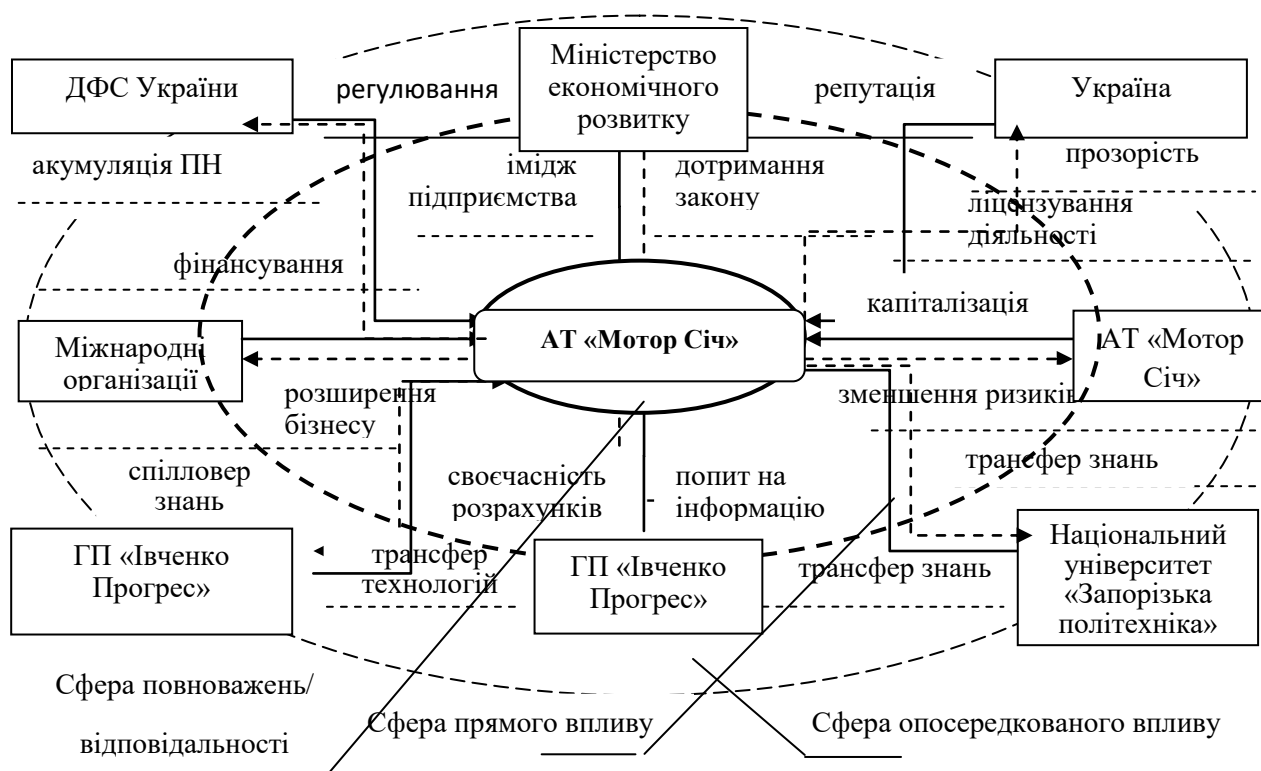 Міністерство
економічного
розвитку
ДФС України
регулювання
репутація
Україна
акумуляція ПН
імідж
підприємства
дотримання
закону
прозорість
ліцензування
діяльності
фінансування
капіталізація
Міжнародні
організації
АТ «Мотор Січ»
АТ «Мотор
Січ»
розширення
бізнесу
зменшення ризиків
спілловер
знань
своєчасність
розрахунків
попит на
інформацію
трансфер знань
ГП «Івченко
Прогрес»
трансфер
технологій
ГП «Івченко
Прогрес»
трансфер знань
Національний
університет
«Запорізька
політехніка»
Сфера повноважень/
відповідальності
Сфера прямого впливу
Сфера опосередкованого впливу